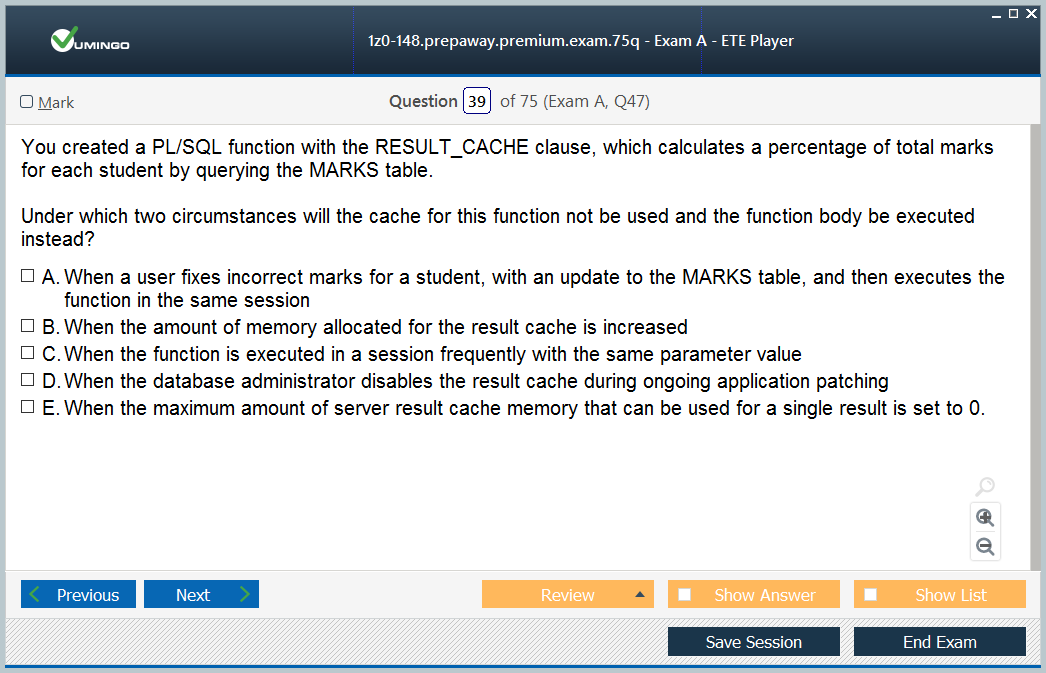 VUMINGO
1z0-148.prepaway.premium.exam.75q - Exam A - ETE Player
Mark
Question 39 of 75 (Exam A, Q47)
You created a PL/SQL function with the RESULT_CACHE clause, which calculates a percentage of total marks
for each student by querying the MARKS table.
Under which two circumstances will the cache for this function not be used and the function body be executed
instead?
A. When a user fixes incorrect marks for a student, with an update to the MARKS table, and then executes the
function in the same session
B. When the amount of memory allocated for the result cache is increased
C. When the function is executed in a session frequently with the same parameter value
D. When the database administrator disables the result cache during ongoing application patching
E. When the maximum amount of server result cache memory that can be used for a single result is set to 0.
Previous
Next
Review
Show Answer
Show List
Save Session
End Exam